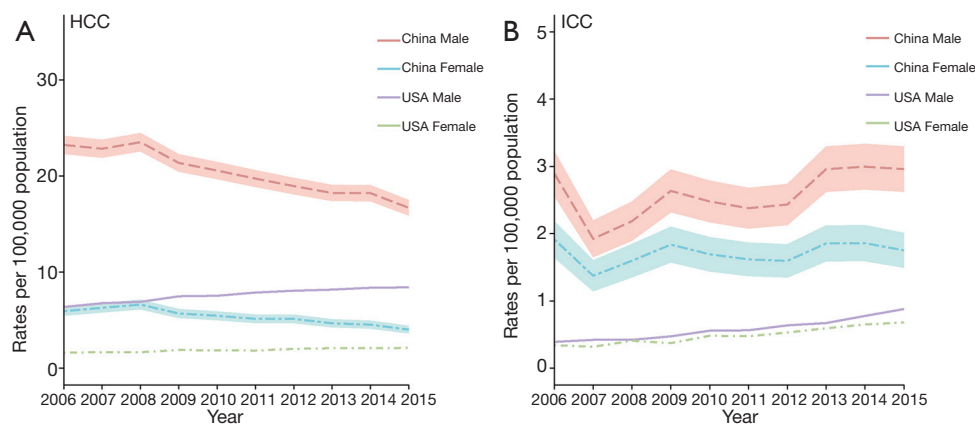 A HCC
Rates per 100,000 population
30
20
10
0
China Male
China Female
USA Male
USA Female
2006 2007 2008 2009 2010 2011 2012 2013 2014 2015
Year
B ICC
Rates per 100,000 population
5
4
3
2
1
0
China Male
China Female
USA Male
USA Female
2006 2007 2008 2009 2010 2011 2012 2013 2014 2015
Year